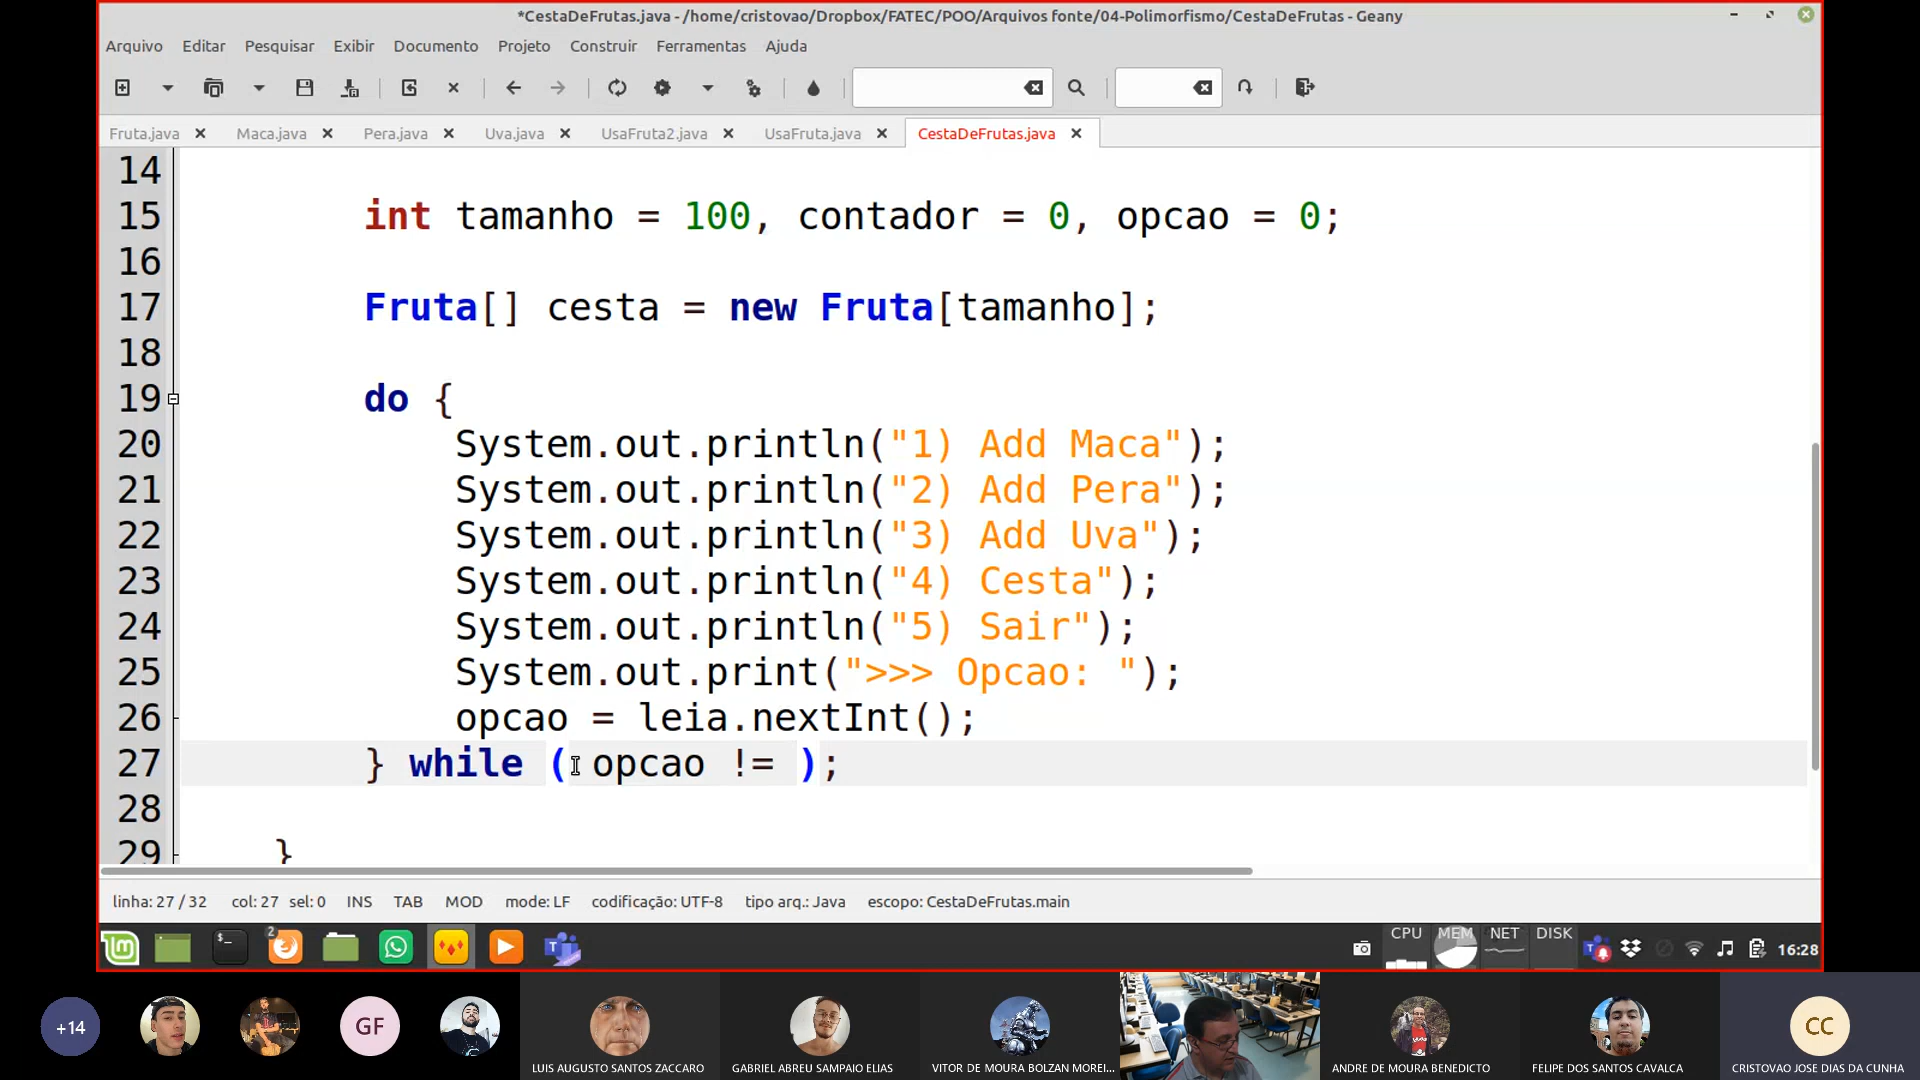 *CestaDeFrutas.java - /home/cristovao/Dropbox/FATEC/POO/Arquivos fonte/04-Polimorfismo/CestaDeFrutas - Geany
Arquivo Editar Pesquisar Exibir Documento Projeto Construir Ferramentas Ajuda
Fruta.java Maca.java Pera.java Uva.java UsaFruta2.java UsaFruta.java CestaDeFrutas.java
14
15 int tamanho = 100, contador = 0, opcao = 0;
16
17 Fruta[] cesta = new Fruta[tamanho];
18
19 do {
20 System.out.println("1) Add Maca");
21 System.out.println("2) Add Pera");
22 System.out.println("3) Add Uva");
23 System.out.println("4) Cesta");
24 System.out.println("5) Sair");
25 System.out.print(">>> Opcao: ");
26 opcao = leia.nextInt();
27 } while ( opcao != );
28
29 }
linha: 27 / 32 col: 27 sel: 0 INS TAB MOD mode: LF codificação: UTF-8 tipo arq.: Java escopo: CestaDeFrutas.main
2 CPU MEM NET DISK 16:28
+14 GF CC
LUIS AUGUSTO SANTOS ZACCARO GABRIEL ABREU SAMPAIO ELIAS VITOR DE MOURA BOLZAN MOREI... ANDRE DE MOURA BENEDICTO FELIPE DOS SANTOS CAVALCA CRISTOVAO JOSE DIAS DA CUNHA